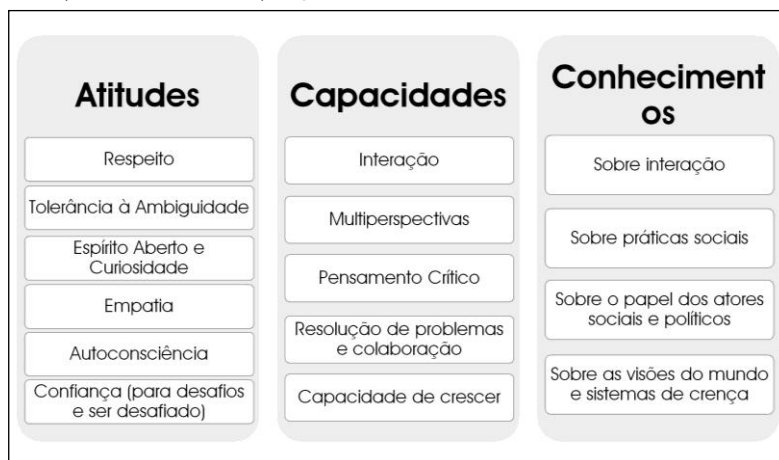 Atitudes
Respeito
Tolerância à Ambiguidade
Espírito Aberto e
Curiosidade
Empatia
Autoconsciência
Confiança (para desafios
e ser desafiado)
Capacidades
Interação
Multiperspectivas
Pensamento Crítico
Resolução de problemas
e colaboração
Capacidade de crescer
Conheciment
os
Sobre interação
Sobre práticas sociais
Sobre o papel dos atores
sociais e políticos
Sobre as visões do mundo
e sistemas de crença